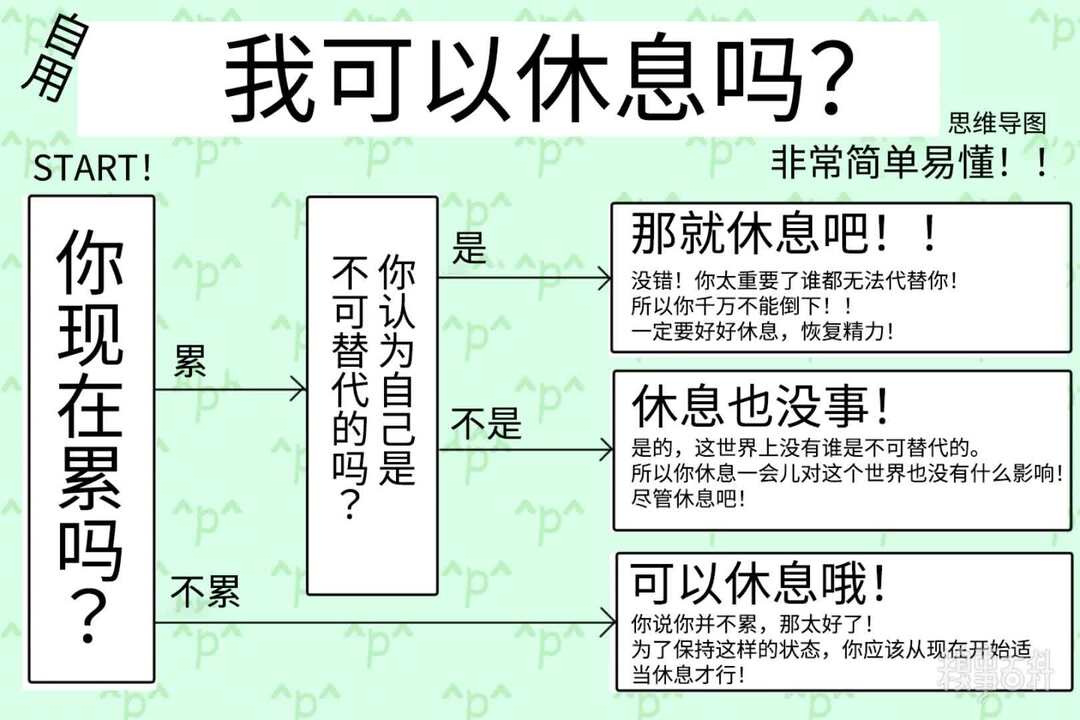 自用
我可以休息吗？
思维导图
非常简单易懂！！
START！
你现在累吗？
累
不累
你认为自己是
不可替代的吗？
是
不是
那就休息吧！！
没错！你太重要了谁都无法代替你！
所以你千万不能倒下！！
一定要好好休息，恢复精力！
休息也没事！
是的，这世界上没有谁是不可替代的。
所以你休息一会儿对这个世界也没有什么影响！
尽管休息吧！
可以休息哦！
你说你并不累，那太好了！
为了保持这样的状态，你应该从现在开始适
当休息才行！